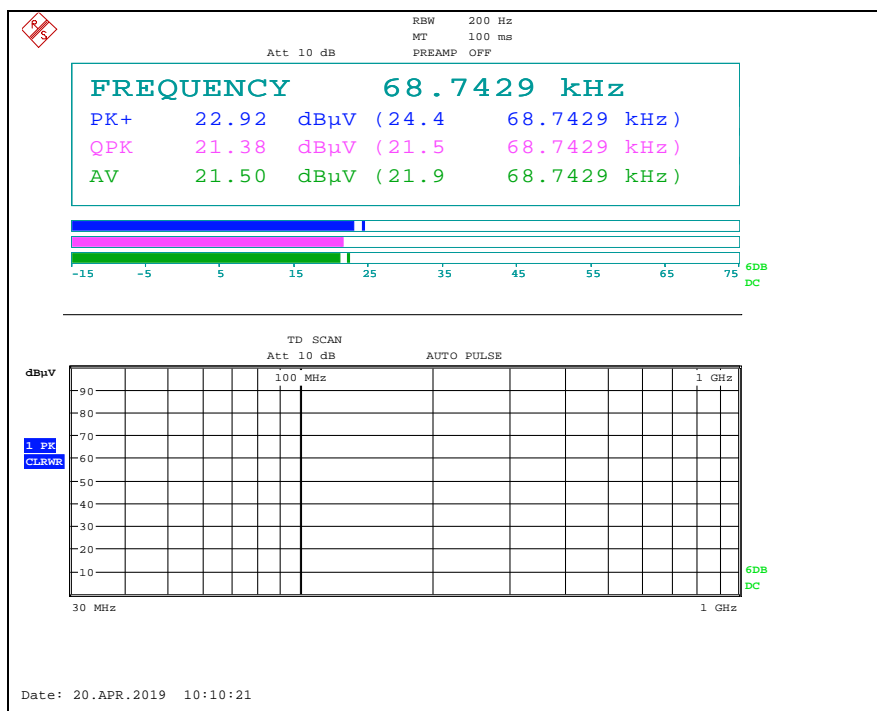 R
S
RBW 200 Hz
MT 100 ms
Att 10 dB PREAMP OFF
FREQUENCY 68.7429 kHz
PK+ 22.92 dBµV (24.4 68.7429 kHz)
QPK 21.38 dBµV (21.5 68.7429 kHz)
AV 21.50 dBµV (21.9 68.7429 kHz)
-15 -5 5 15 25 35 45 55 65 75
6DB
DC
TD SCAN
Att 10 dB AUTO PULSE
dBµV
100 MHz 1 GHz
90
80
70
1 PK
CLRWR
60
50
40
30
20
10
6DB
DC
30 MHz 1 GHz
Date: 20.APR.2019 10:10:21